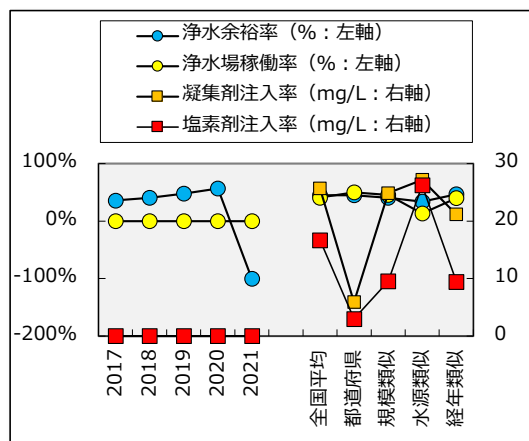 浄水余裕率（%：左軸）
浄水場稼働率（%：左軸）
凝集剤注入率（mg/L：右軸）
塩素剤注入率（mg/L：右軸）
100%
0%
-100%
-200%
30
20
10
0
2017
2018
2019
2020
2021
全国平均
都道府県
規模類似
水源類似
経年類似